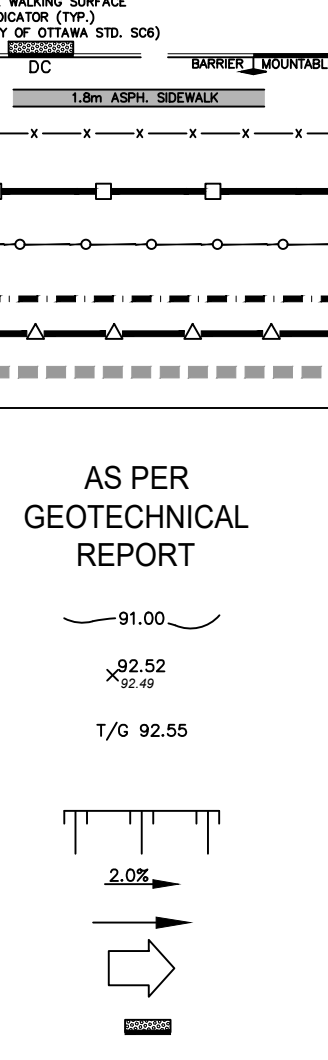 WALKING SURFACE
DICATOR (TYP.)
Y OF OTTAWA STD. SC6)
DC
BARRIER MOUNTABL
1.8m ASPH. SIDEWALK
x x x x x x
AS PER
GEOTECHNICAL
REPORT
91.00
×92.52
92.49
T/G 92.55
2.0%